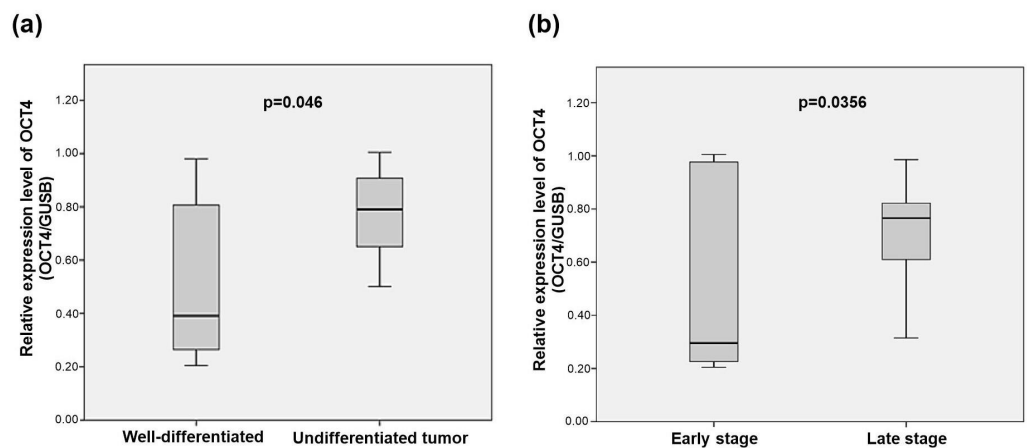 (a)
Relative expression level of OCT4
(OCT4/GUSB)
p=0.046
1.20
1.00
0.80
0.60
0.40
0.20
0.00
Well-differentiated
Undifferentiated tumor
(b)
Relative expression level of OCT4
(OCT4/GUSB)
p=0.0356
1.20
1.00
0.80
0.60
0.40
0.20
0.00
Early stage
Late stage